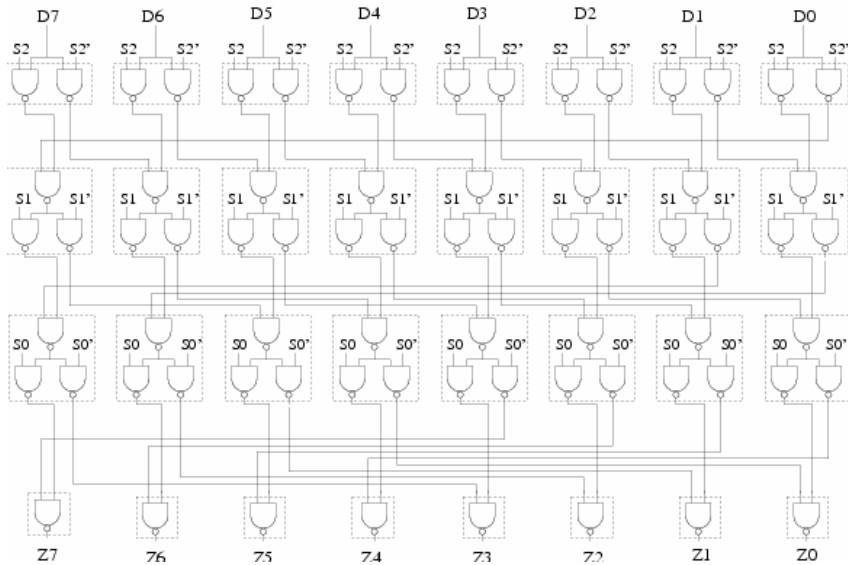 D7 D6 D5 D4 D3 D2 D1 D0
S2 S2' S2 S2' S2 S2' S2 S2' S2 S2' S2 S2' S2 S2' S2 S2'
S1 S1' S1 S1' S1 S1' S1 S1' S1 S1' S1 S1' S1 S1' S1 S1'
S0 S0' S0 S0' S0 S0' S0 S0' S0 S0' S0 S0' S0 S0' S0 S0'
Z7 Z6 Z5 Z4 Z3 Z2 Z1 Z0